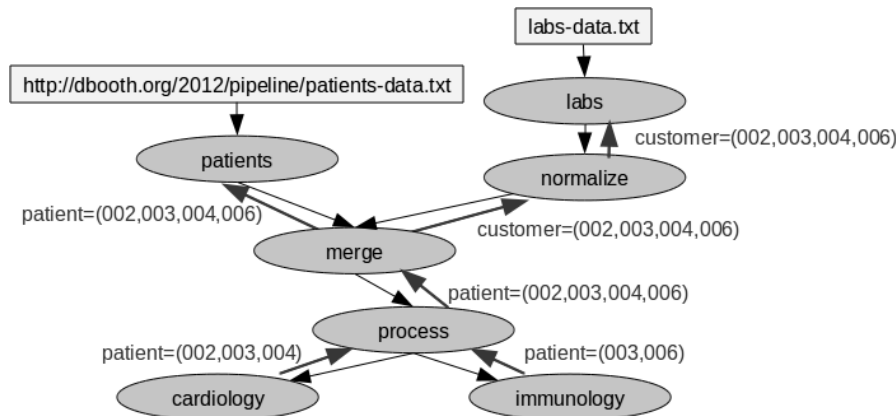 labs-data.txt
http://dbooth.org/2012/pipeline/patients-data.txt
labs
customer=(002,003,004,006)
patients
normalize
patient=(002,003,004,006)
customer=(002,003,004,006)
merge
patient=(002,003,004,006)
process
patient=(002,003,004)
patient=(003,006)
cardiology
immunology